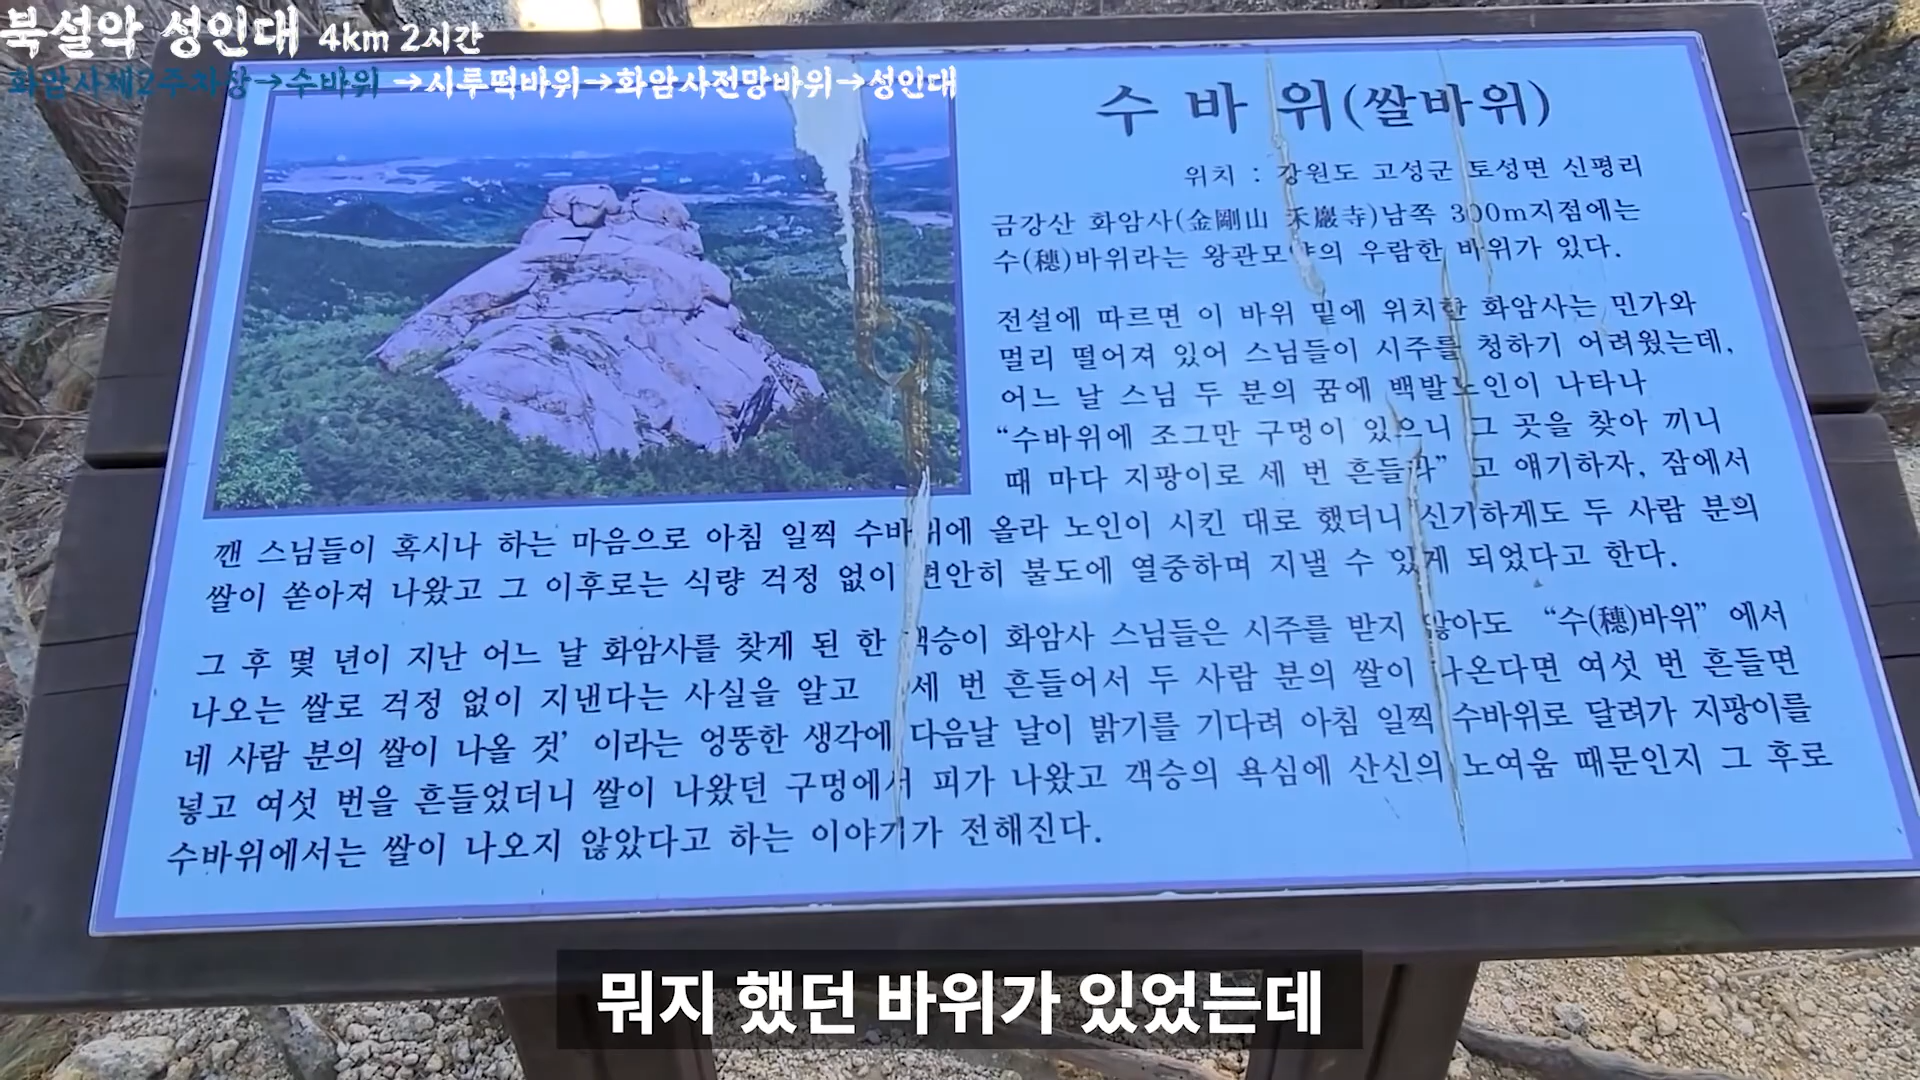 북설악 성인대 4km 2시간
화암사제2주차장→수바위 →시루떡바위→화암사전망바위→성인대
수 바 위(쌀바위)
위치 : 강원도 고성군 토성면 신평리
금강산 화암사(金剛山 禾巖寺)남쪽 300m지점에는
수(穗)바위라는 왕관모양의 우람한 바위가 있다.
전설에 따르면 이 바위 밑에 위치한 화암사는 민가와
멀리 떨어져 있어 스님들이 시주를 청하기 어려웠는데,
어느 날 스님 두 분의 꿈에 백발노인이 나타나
“수바위에 조그만 구멍이 있으니 그 곳을 찾아 끼니
때 마다 지팡이로 세 번 흔들라” 고 얘기하자, 잠에서
깬 스님들이 혹시나 하는 마음으로 아침 일찍 수바위에 올라 노인이 시킨 대로 했더니 신기하게도 두 사람 분의
쌀이 쏟아져 나왔고 그 이후로는 식량 걱정 없이 편안히 불도에 열중하며 지낼 수 있게 되었다고 한다.
그 후 몇 년이 지난 어느 날 화암사를 찾게 된 한 객승이 화암사 스님들은 시주를 받지 않아도 “수(穗)바위” 에서
나오는 쌀로 걱정 없이 지낸다는 사실을 알고 세 번 흔들어서 두 사람 분의 쌀이 나온다면 여섯 번 흔들면
네 사람 분의 쌀이 나올 것’ 이라는 엉뚱한 생각에 다음날 날이 밝기를 기다려 아침 일찍 수바위로 달려가 지팡이를
넣고 여섯 번을 흔들었더니 쌀이 나왔던 구멍에서 피가 나왔고 객승의 욕심에 산신의 노여움 때문인지 그 후로
수바위에서는 쌀이 나오지 않았다고 하는 이야기가 전해진다.
뭐지 했던 바위가 있었는데